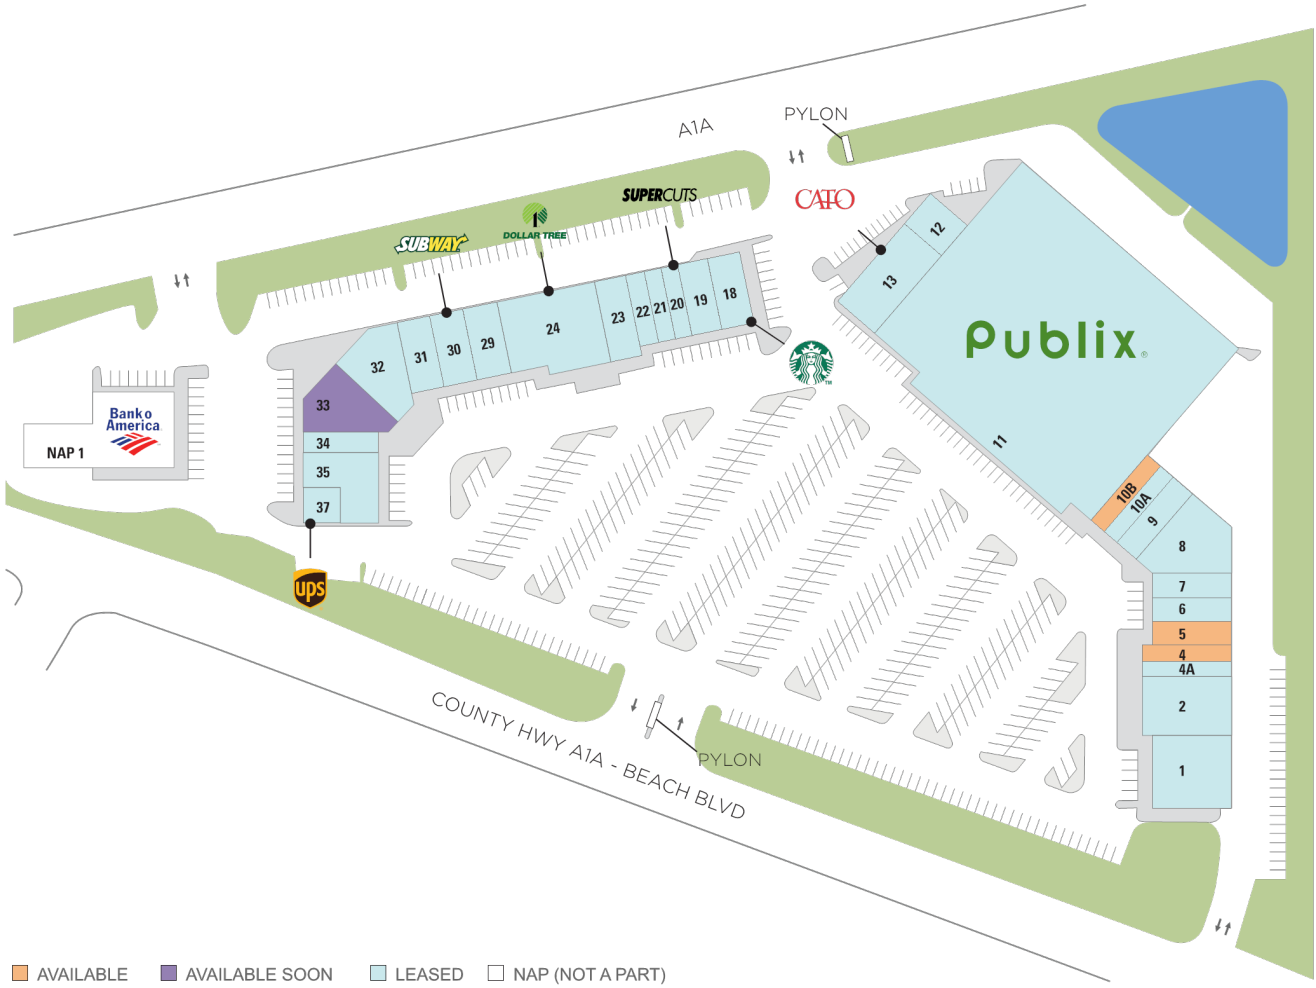 A1A
PYLON
SUPERCUTS
CATO
DOLLAR TREE
SUBWAY
12
13
18
19
20
21
22
23
24
29
30
31
32
33
34
35
37
Publix
®
11
TM
Bank of
America
NAP 1
ups
10B
10A
9
8
7
6
5
4
4A
2
1
COUNTY HWY A1A - BEACH BLVD
PYLON
AVAILABLE
AVAILABLE SOON
LEASED
NAP (NOT A PART)